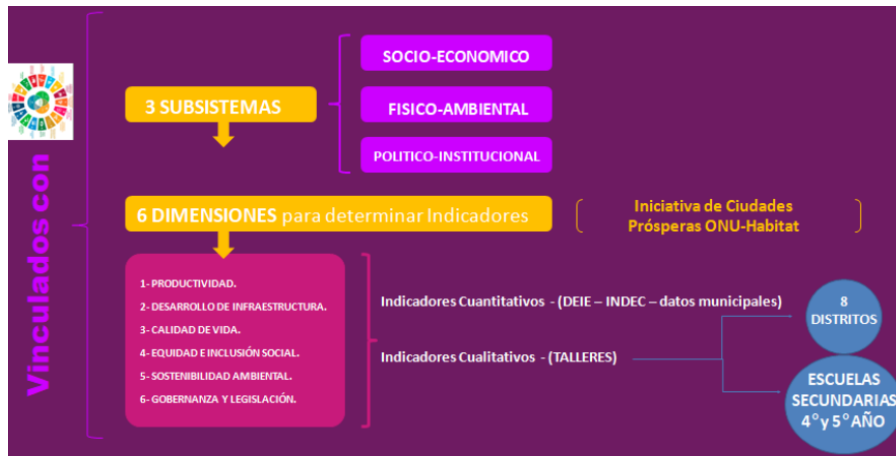 Vinculados con
3 SUBSISTEMAS
SOCIO-ECONOMICO
FISICO-AMBIENTAL
POLITICO-INSTITUCIONAL
6 DIMENSIONES para determinar Indicadores
Iniciativa de Ciudades
Prósperas ONU-Habitat
1- PRODUCTIVIDAD.
2- DESARROLLO DE INFRAESTRUCTURA.
3- CALIDAD DE VIDA.
4- EQUIDAD E INCLUSIÓN SOCIAL.
5- SOSTENIBILIDAD AMBIENTAL.
6- GOBERNANZA Y LEGISLACIÓN.
Indicadores Cuantitativos - (DEIE – INDEC – datos municipales)
Indicadores Cualitativos - (TALLERES)
8
DISTRITOS
ESCUELAS
SECUNDARIAS
4° y 5° AÑO